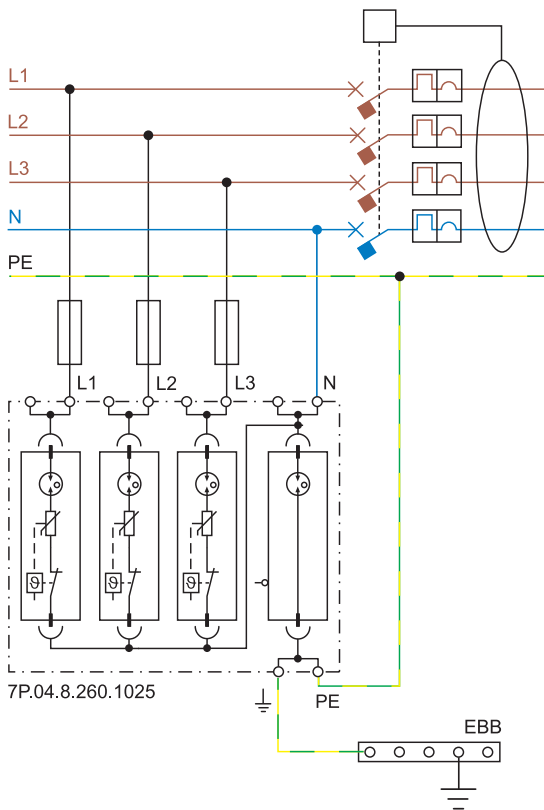 L1
L2
L3
N
PE
L1 L2 L3 N
ϑ ϑ ϑ
7P.04.8.260.1025
PE
EBB